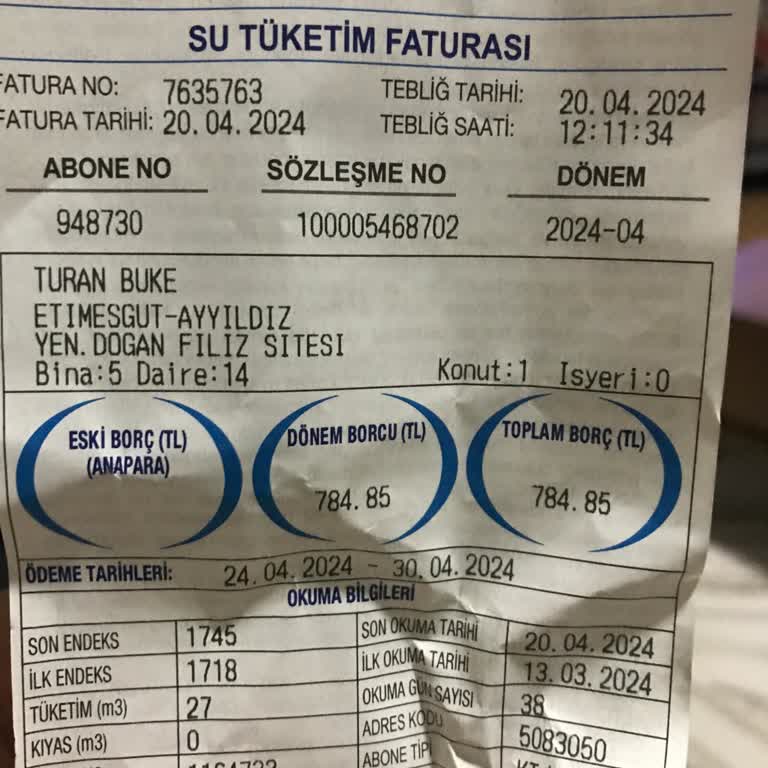 SU TÜKETİM FATURASI
FATURA NO: 7635763 TEBLİĞ TARİHİ: 20.04.2024
FATURA TARİHİ: 20.04.2024 TEBLİĞ SAATİ: 12:11:34
ABONE NO SÖZLEŞME NO DÖNEM
948730 100005468702 2024-04
TURAN BUKE
ETIMESGUT-AYYILDIZ
YEN.DOGAN FILIZ SITESI
Bina:5 Daire:14 Konut:1 Isyeri:0
ESKİ BORÇ (TL) DÖNEM BORCU (TL) TOPLAM BORÇ (TL)
(ANAPARA)
784.85 784.85
ÖDEME TARİHLERİ: 24.04.2024 - 30.04.2024
OKUMA BİLGİLERİ
SON ENDEKS 1745 SON OKUMA TARİHİ 20.04.2024
İLK ENDEKS 1718 İLK OKUMA TARİHİ 13.03.2024
TÜKETİM (m3) 27 OKUMA GÜN SAYISI 38
KIYAS (m3) 0 ADRES KODU 5083050
ABONE TİPİ